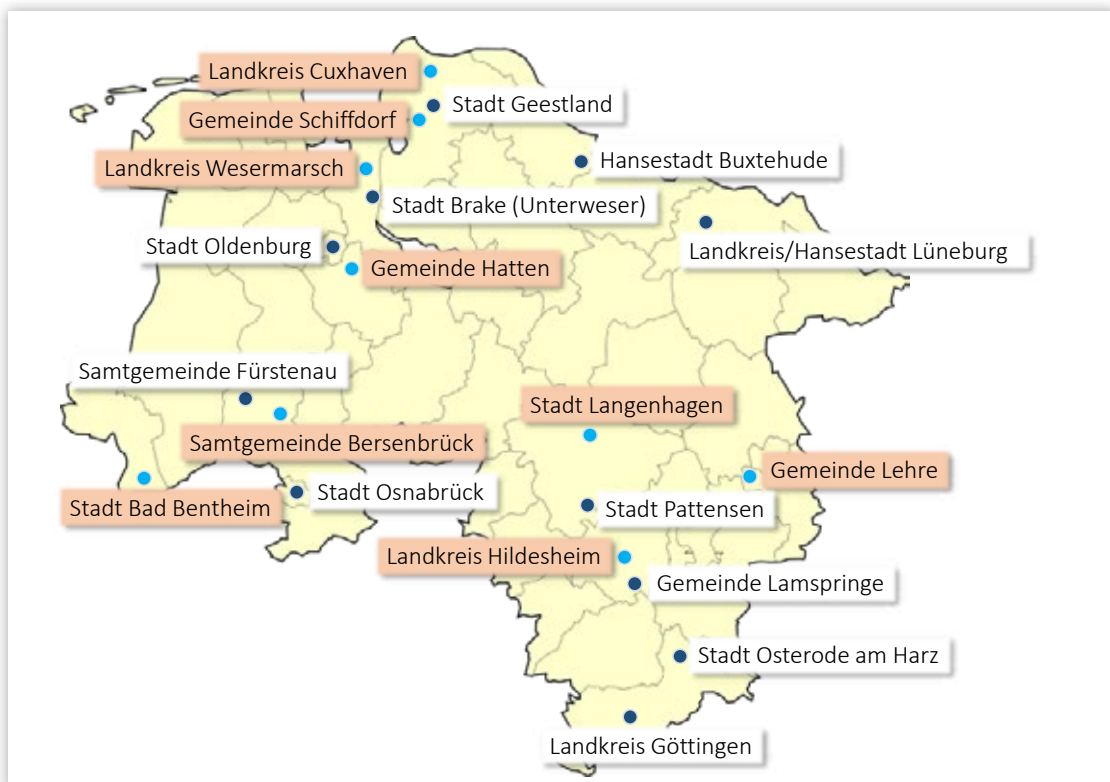 Landkreis Cuxhaven
Stadt Geestland
Gemeinde Schiffdorf
Hansestadt Buxtehude
Landkreis Wesermarsch
Stadt Brake (Unterweser)
Stadt Oldenburg
Landkreis/Hansestadt Lüneburg
Gemeinde Hatten
Samtgemeinde Fürstenau
Stadt Langenhagen
Samtgemeinde Bersenbrück
Gemeinde Lehre
Stadt Osnabrück
Stadt Bad Bentheim
Stadt Pattensen
Landkreis Hildesheim
Gemeinde Lamspringe
Stadt Osterode am Harz
Landkreis Göttingen